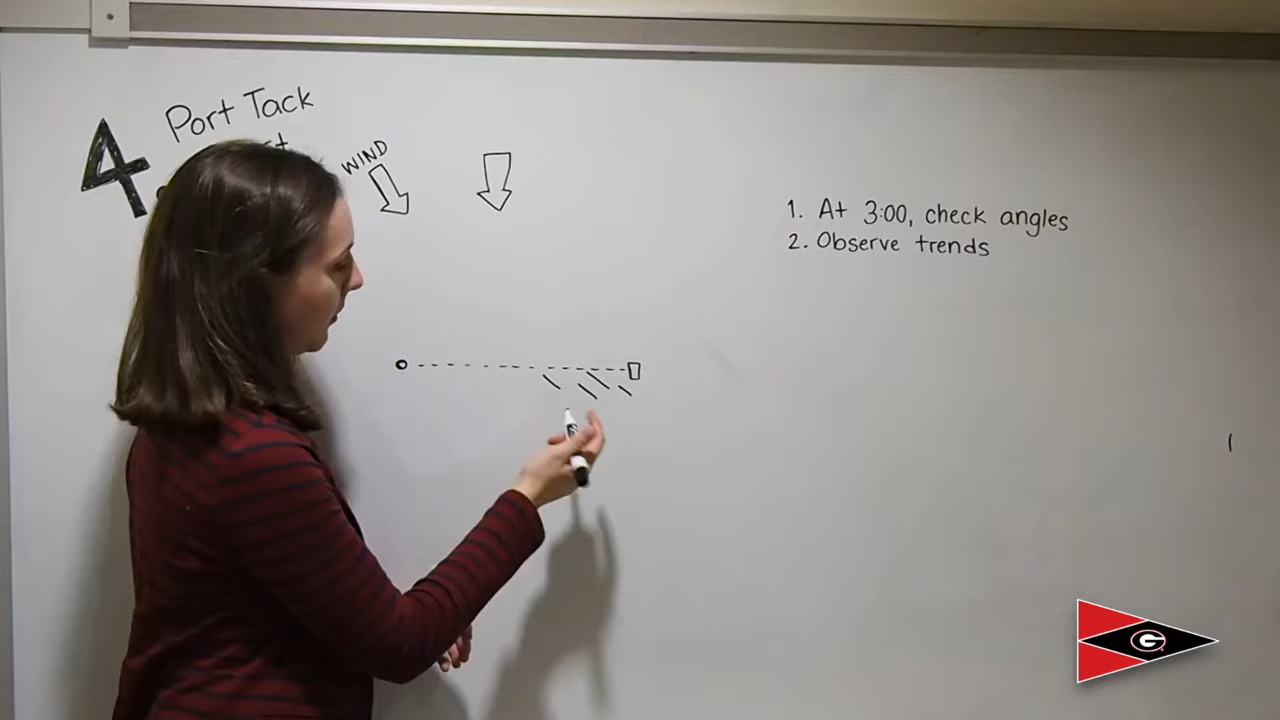 4
Port Tack
WIND
1. At 3:00, check angles
2. Observe trends
G